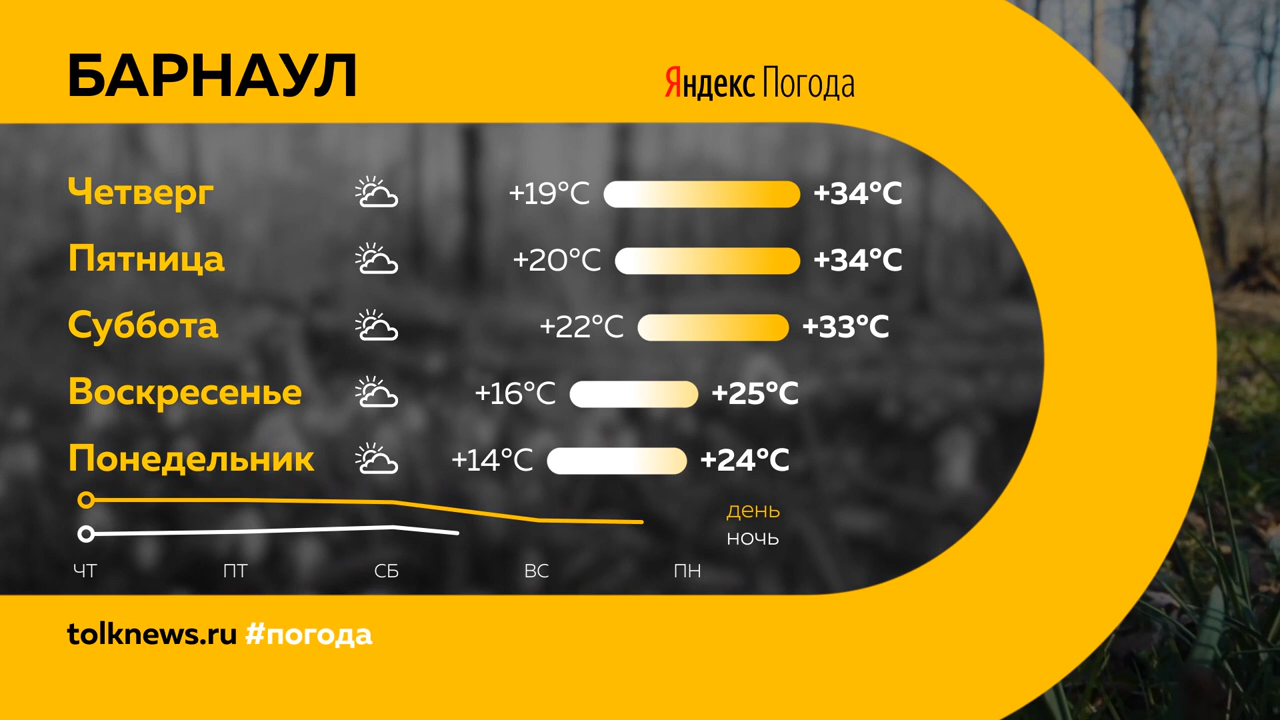 БАРНАУЛ
Яндекс Погода
Четверг +19°C +34°C
Пятница +20°C +34°C
Суббота +22°C +33°C
Воскресенье +16°C +25°C
Понедельник +14°C +24°C
день
ночь
ЧТ ПТ СБ ВС ПН
tolknews.ru #погода